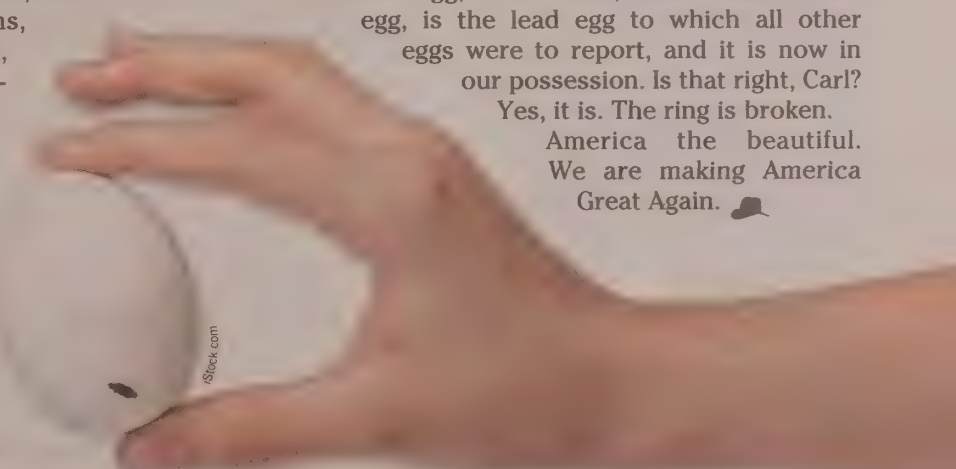 ns,
egg, is the lead egg to which all other
eggs were to report, and it is now in
our possession. Is that right, Carl?
Yes, it is. The ring is broken.
America the beautiful.
We are making America
Great Again.
iStock.com